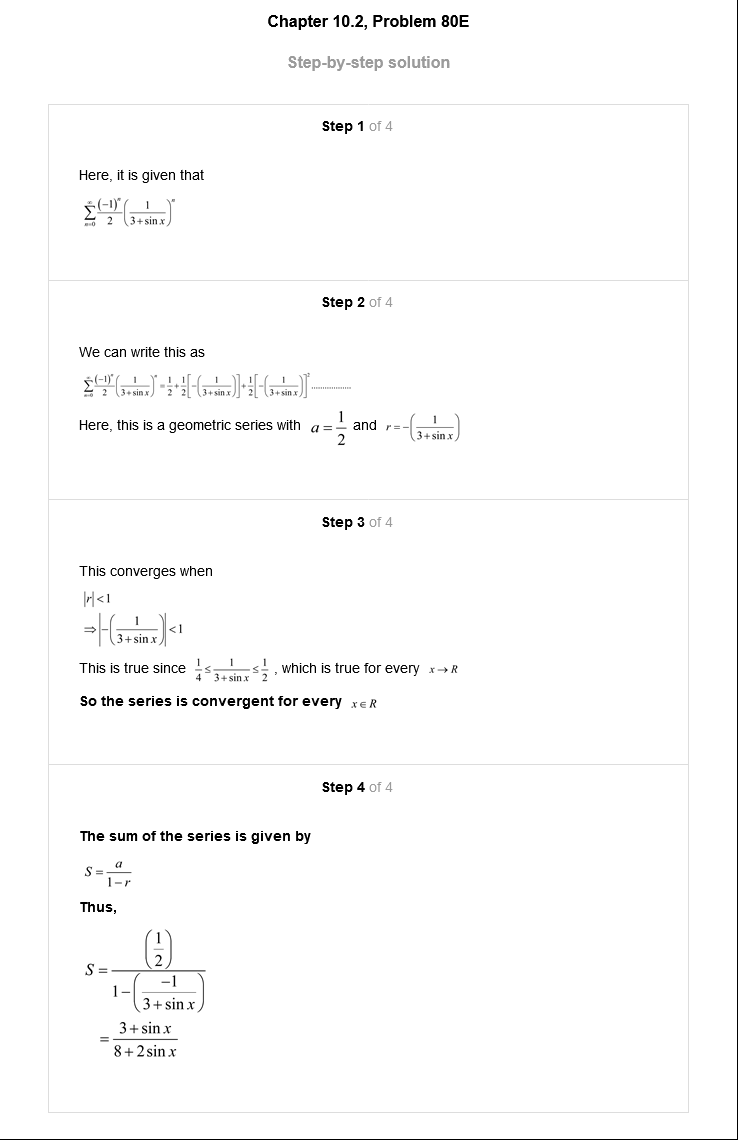 Chapter 10.2, Problem 80E
Step-by-step solution
Step 1 of 4
Here, it is given that
$\sum_{n=0}^{\infty} \frac{(-1)^n}{2} \left( \frac{1}{3+\sin x} \right)^n$
Step 2 of 4
We can write this as
$\sum_{n=0}^{\infty} \frac{(-1)^n}{2} \left( \frac{1}{3+\sin x} \right)^n = \frac{1}{2} + \frac{1}{2} \left[ -\left( \frac{1}{3+\sin x} \right) \right] + \frac{1}{2} \left[ -\left( \frac{1}{3+\sin x} \right) \right]^2 ..................$
Here, this is a geometric series with $a = \frac{1}{2}$ and $r = -\left( \frac{1}{3+\sin x} \right)$
Step 3 of 4
This converges when
$|r| < 1$
$\Rightarrow \left| -\left( \frac{1}{3+\sin x} \right) \right| < 1$
This is true since $\frac{1}{4} \le \frac{1}{3+\sin x} \le \frac{1}{2}$ , which is true for every $x \to R$
So the series is convergent for every $x \in R$
Step 4 of 4
The sum of the series is given by
$S = \frac{a}{1-r}$
Thus,
$S = \frac{\left( \frac{1}{2} \right)}{1 - \left( \frac{-1}{3+\sin x} \right)}$
$= \frac{3+\sin x}{8+2\sin x}$